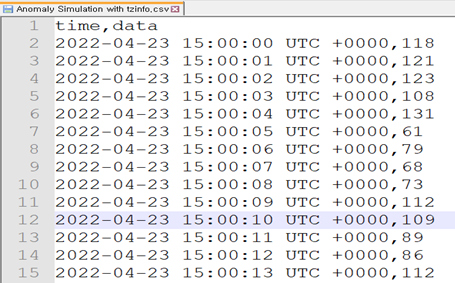 Anomaly Simulation with tzinfo,csv
1 time,data
2 2022-04-23 15:00:00 UTC +0000,118
3 2022-04-23 15:00:01 UTC +0000,121
4 2022-04-23 15:00:02 UTC +0000,123
5 2022-04-23 15:00:03 UTC +0000,108
6 2022-04-23 15:00:04 UTC +0000,131
7 2022-04-23 15:00:05 UTC +0000,61
8 2022-04-23 15:00:06 UTC +0000,79
9 2022-04-23 15:00:07 UTC +0000,68
10 2022-04-23 15:00:08 UTC +0000,73
11 2022-04-23 15:00:09 UTC +0000,112
12 2022-04-23 15:00:10 UTC +0000,109
13 2022-04-23 15:00:11 UTC +0000,89
14 2022-04-23 15:00:12 UTC +0000,86
15 2022-04-23 15:00:13 UTC +0000,112